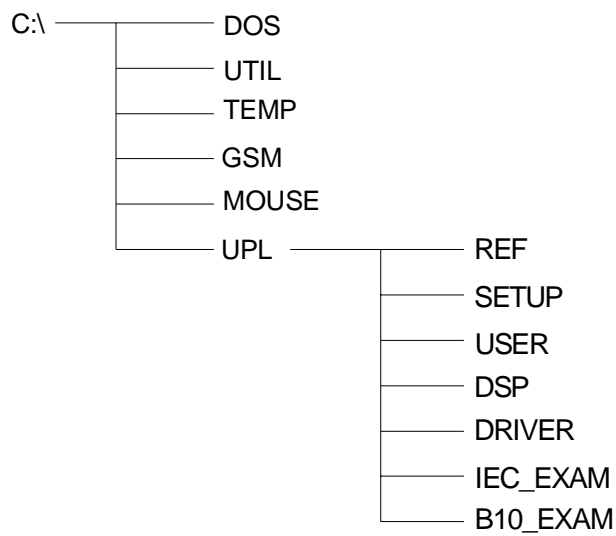 C:\ DOS
UTIL
TEMP
GSM
MOUSE
UPL REF
SETUP
USER
DSP
DRIVER
IEC_EXAM
B10_EXAM